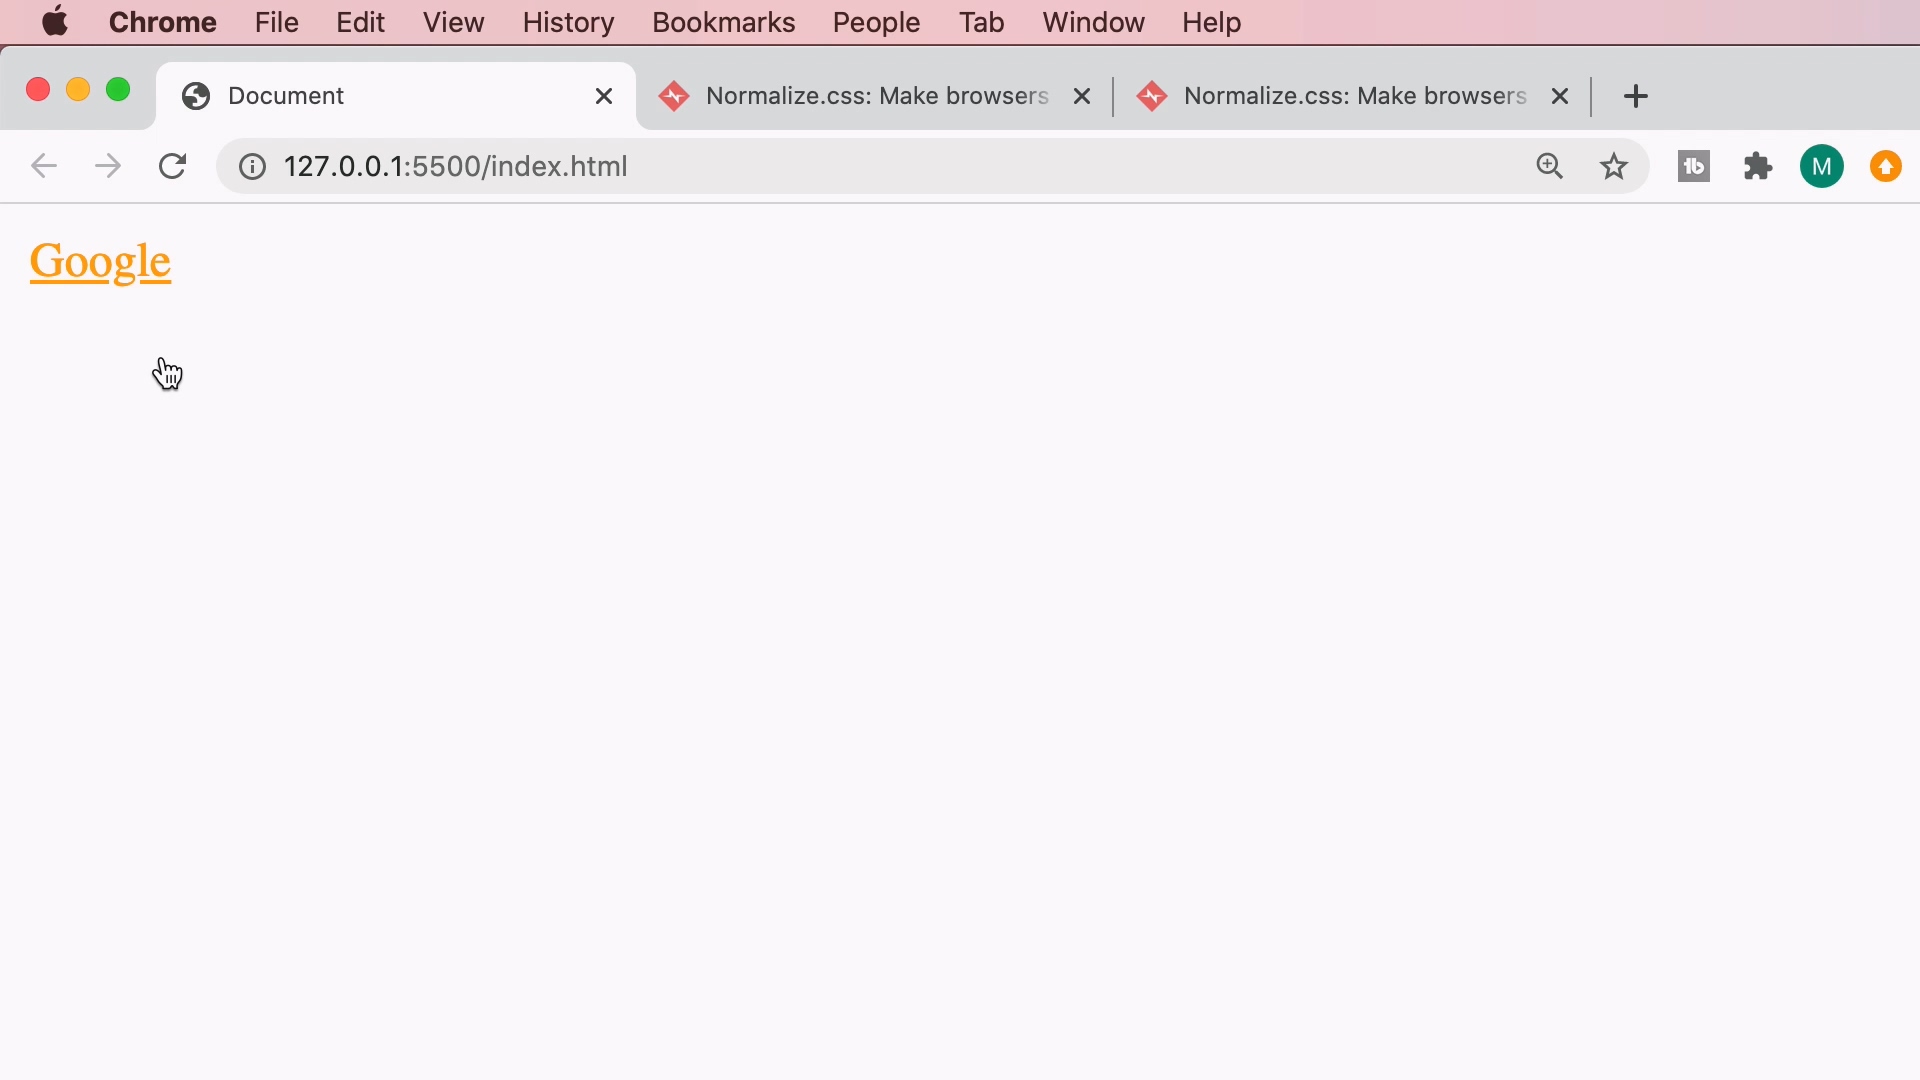 Chrome File Edit View History Bookmarks People Tab Window Help
Document Normalize.css: Make browsers Normalize.css: Make browsers
127.0.0.1:5500/index.html M
Google